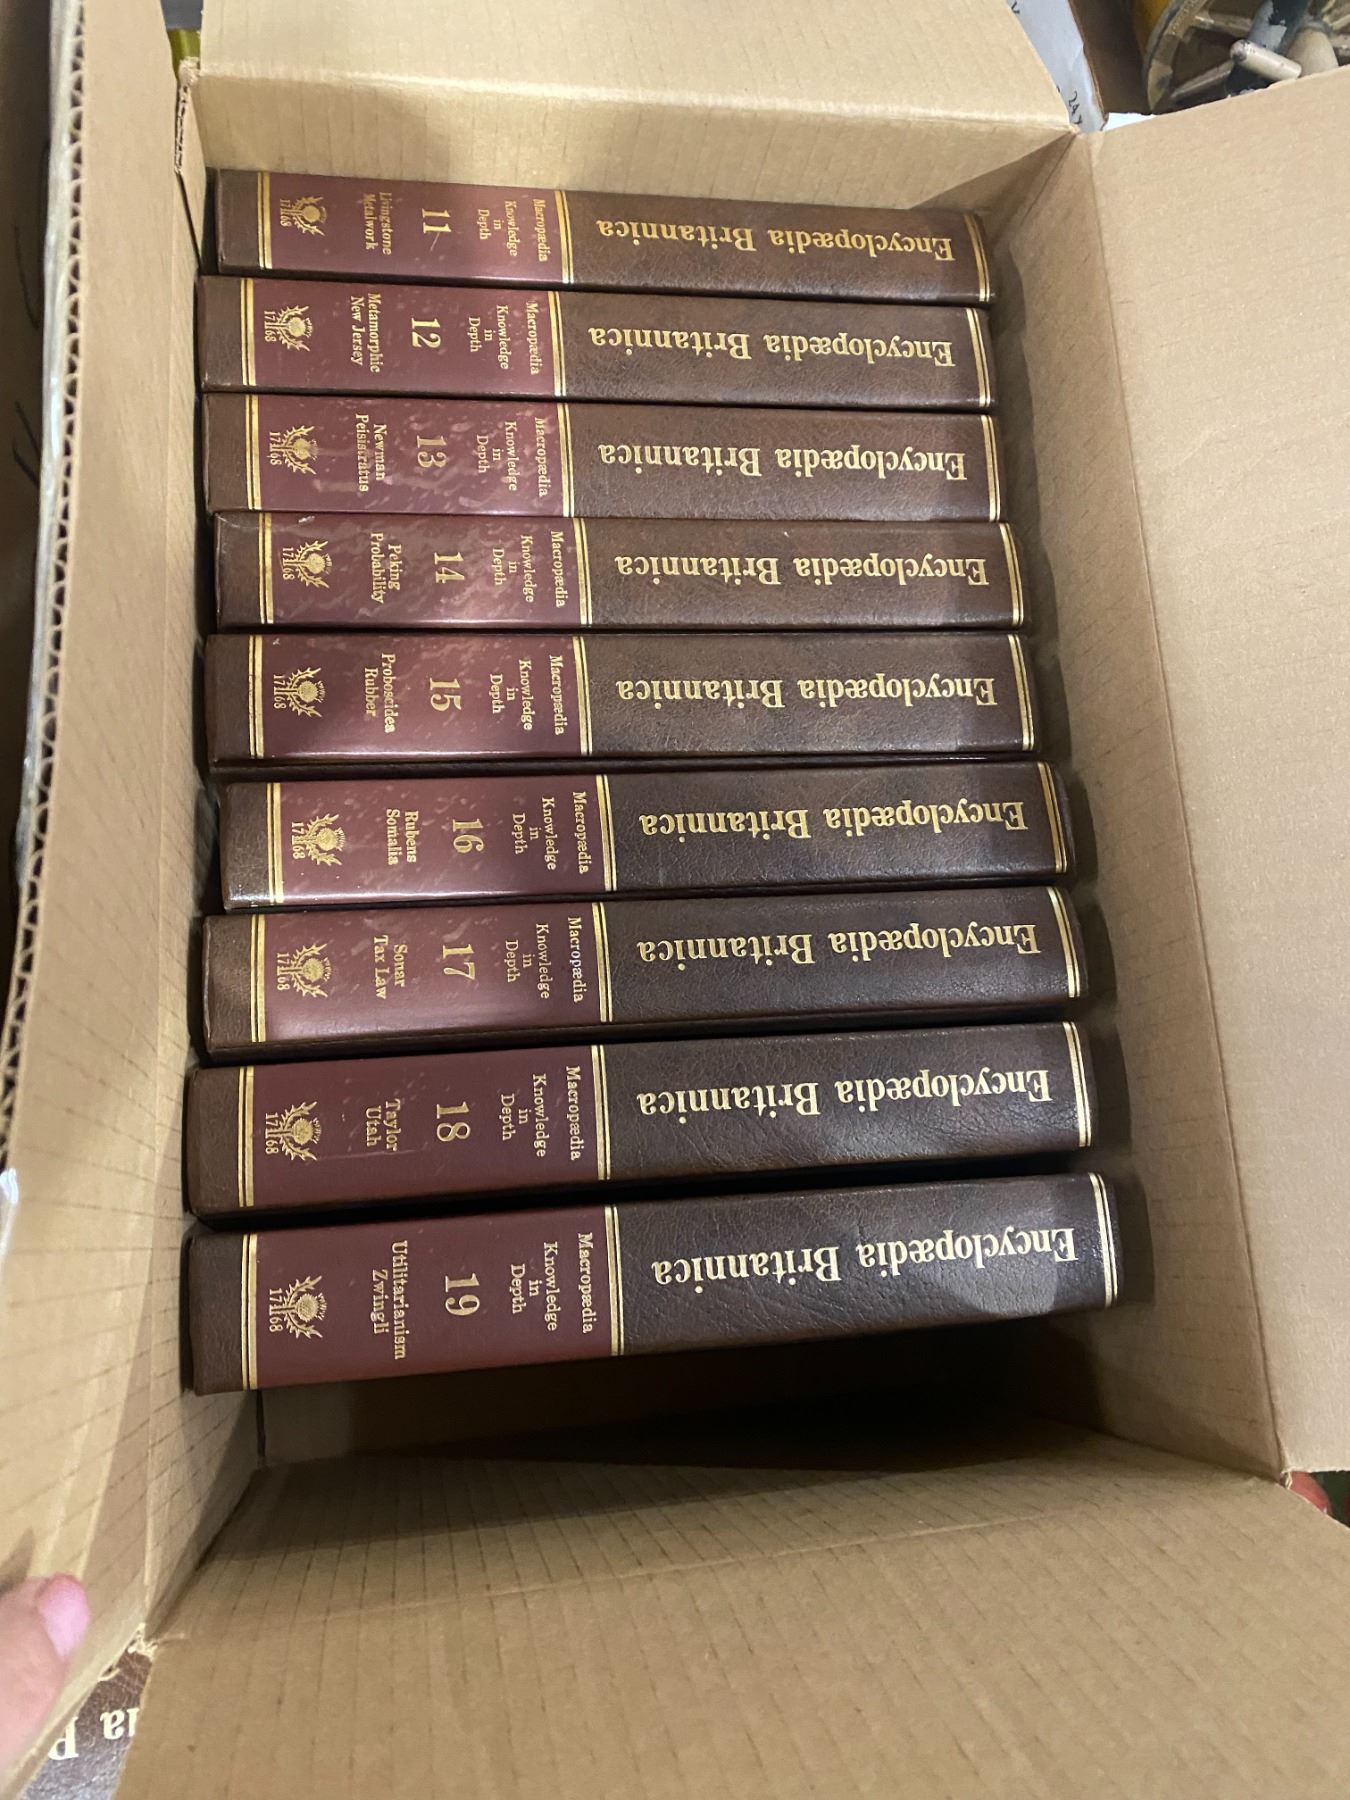 Encyclopædia Britannica
Macropædia
Knowledge
in
Depth
11
Livingstone
Metalwork
1768
Encyclopædia Britannica
Macropædia
Knowledge
in
Depth
12
Metamorphic
New Jersey
1768
Encyclopædia Britannica
Macropædia
Knowledge
in
Depth
13
Newman
Peisistratus
1768
Encyclopædia Britannica
Macropædia
Knowledge
in
Depth
14
Peking
Probability
1768
Encyclopædia Britannica
Macropædia
Knowledge
in
Depth
15
Proboscidea
Rubber
1768
Encyclopædia Britannica
Macropædia
Knowledge
in
Depth
16
Rubens
Somalia
1768
Encyclopædia Britannica
Macropædia
Knowledge
in
Depth
17
Sonar
Tax Law
1768
Encyclopædia Britannica
Macropædia
Knowledge
in
Depth
18
Taylor
Utah
1768
Encyclopædia Britannica
Macropædia
Knowledge
in
Depth
19
Utilitarianism
Zwingli
1768